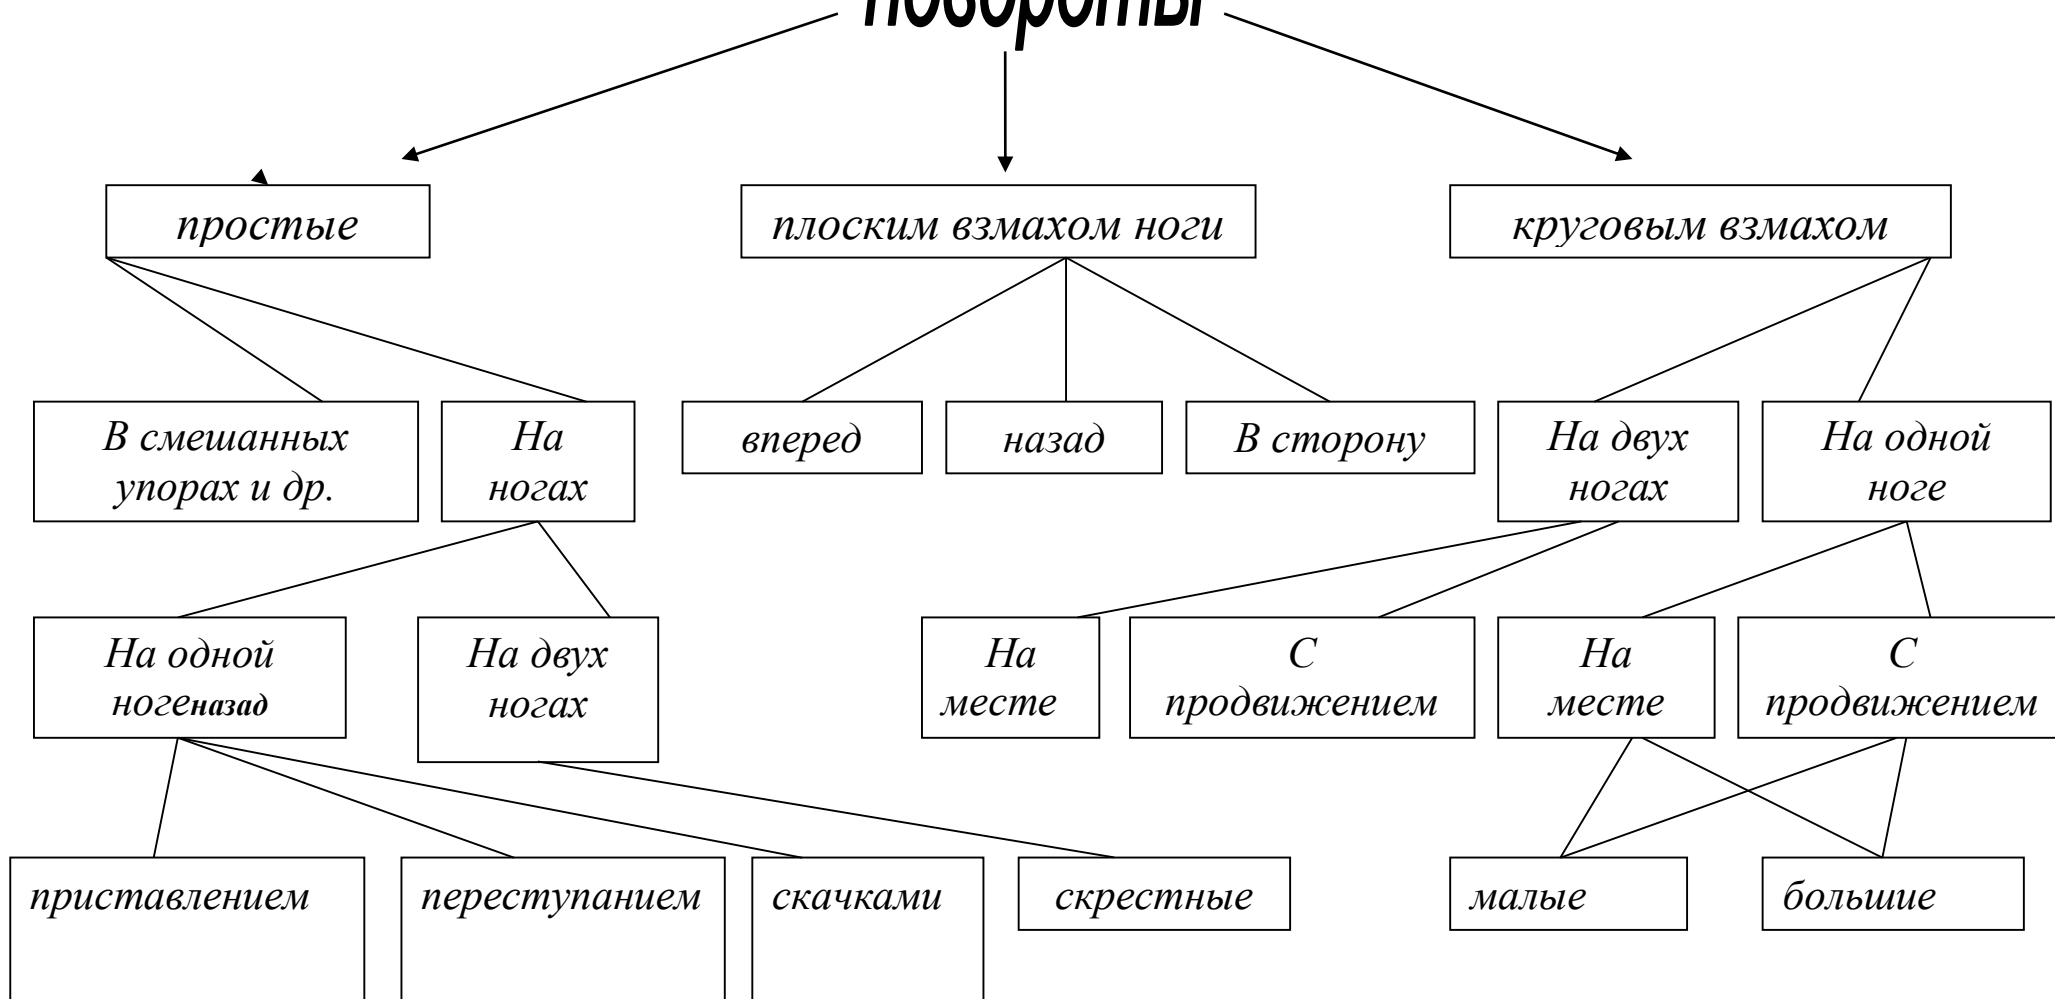 повороты
простые
плоским взмахом ноги
круговым взмахом
В смешанных
упорах и др.
На
ногах
вперед
назад
В сторону
На двух
ногах
На одной
ноге
На одной
ногеназад
На двух
ногах
На
месте
С
продвижением
На
месте
С
продвижением
приставлением
переступанием
скачками
скрестные
малые
большие